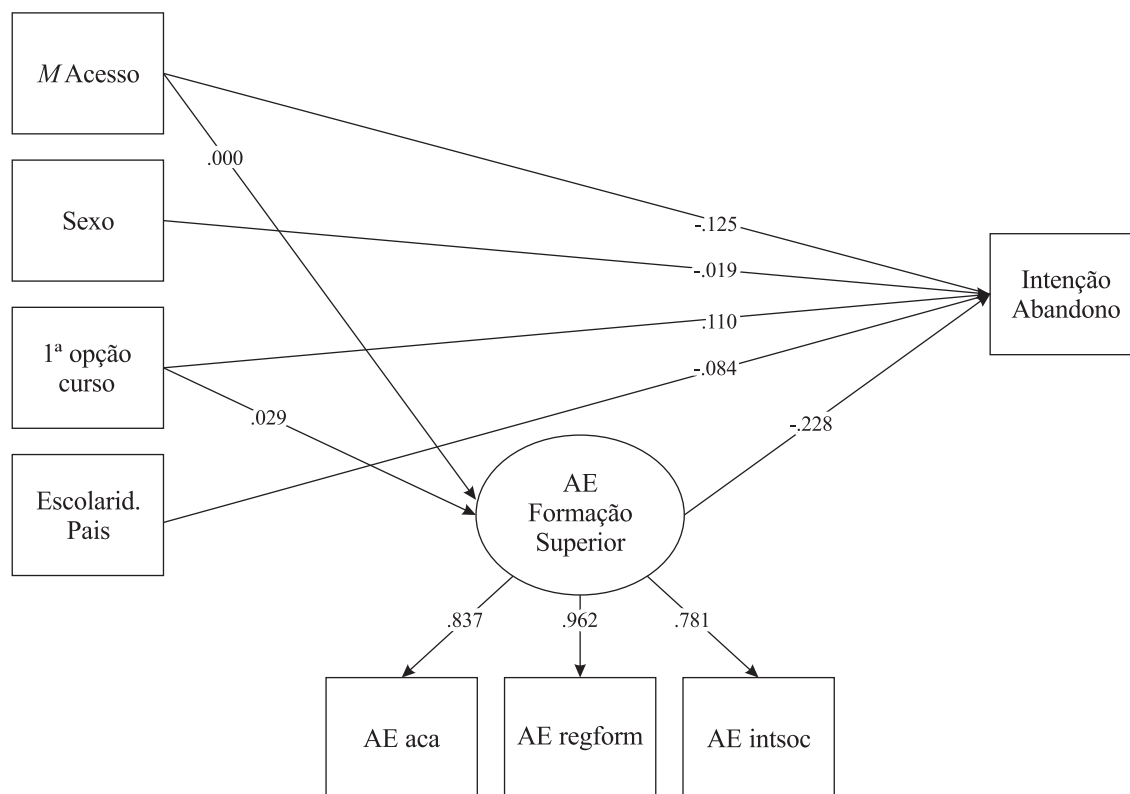 M Acesso
.000
Sexo
-.125
-.019
Intenção
Abandono
1ª opção
curso
.110
-.084
.029
-.228
Escolarid.
Pais
AE
Formação
Superior
.837
.962
.781
AE aca
AE regform
AE intsoc